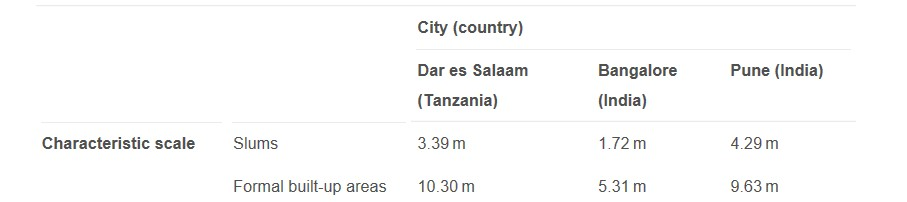 City (country)
Dar es Salaam (Tanzania) Bangalore (India) Pune (India)
Characteristic scale Slums 3.39 m 1.72 m 4.29 m
Formal built-up areas 10.30 m 5.31 m 9.63 m